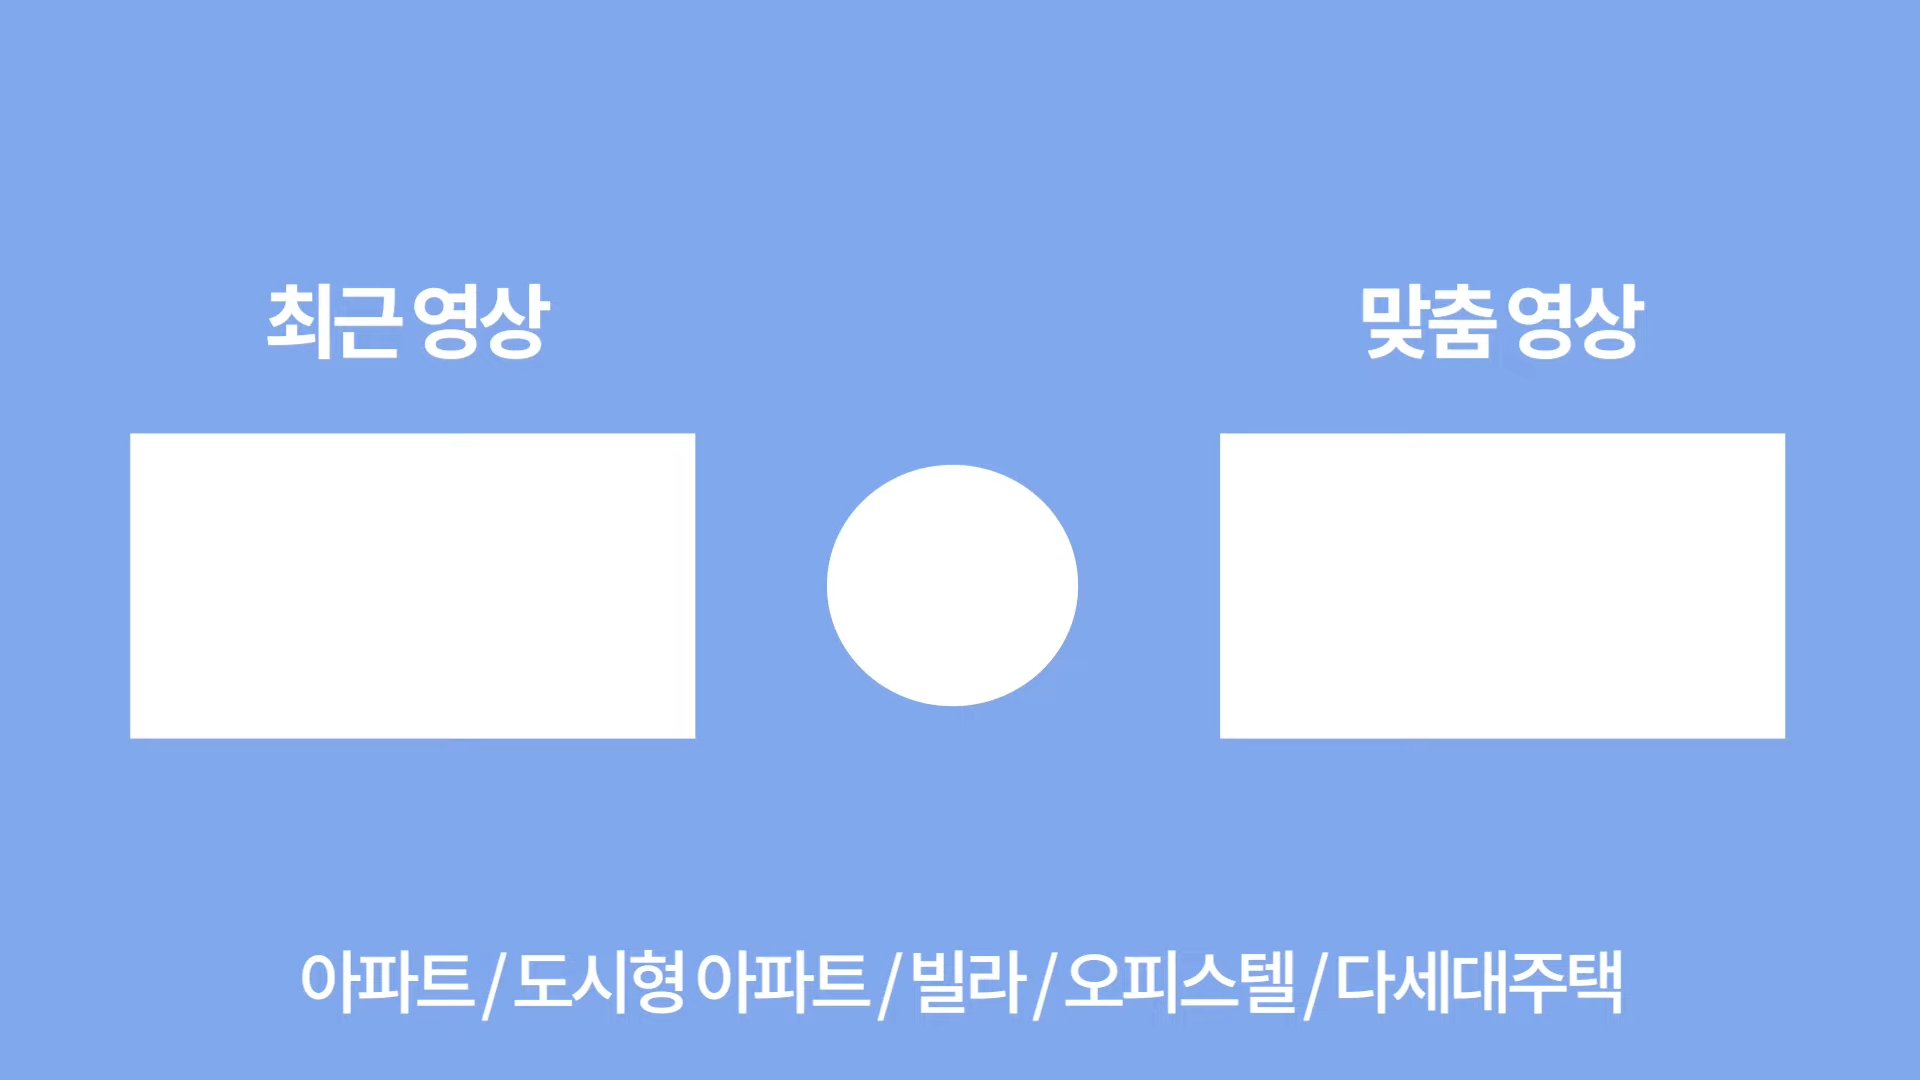 최근 영상
맞춤 영상
아파트 / 도시형 아파트 / 빌라 / 오피스텔 / 다세대주택